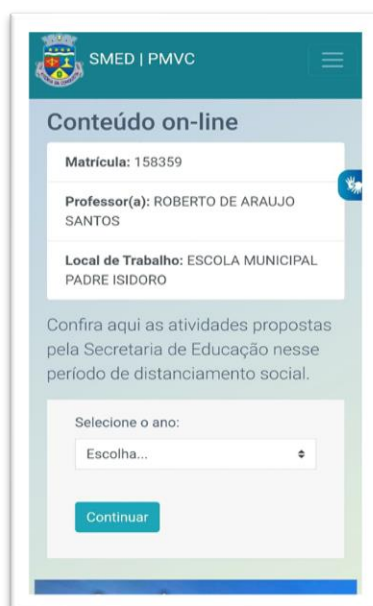 SMED | PMVC
Conteúdo on-line
Matrícula: 158359
Professor(a): ROBERTO DE ARAUJO
SANTOS
Local de Trabalho: ESCOLA MUNICIPAL
PADRE ISIDORO
Confira aqui as atividades propostas
pela Secretaria de Educação nesse
período de distanciamento social.
Selecione o ano:
Escolha...
Continuar